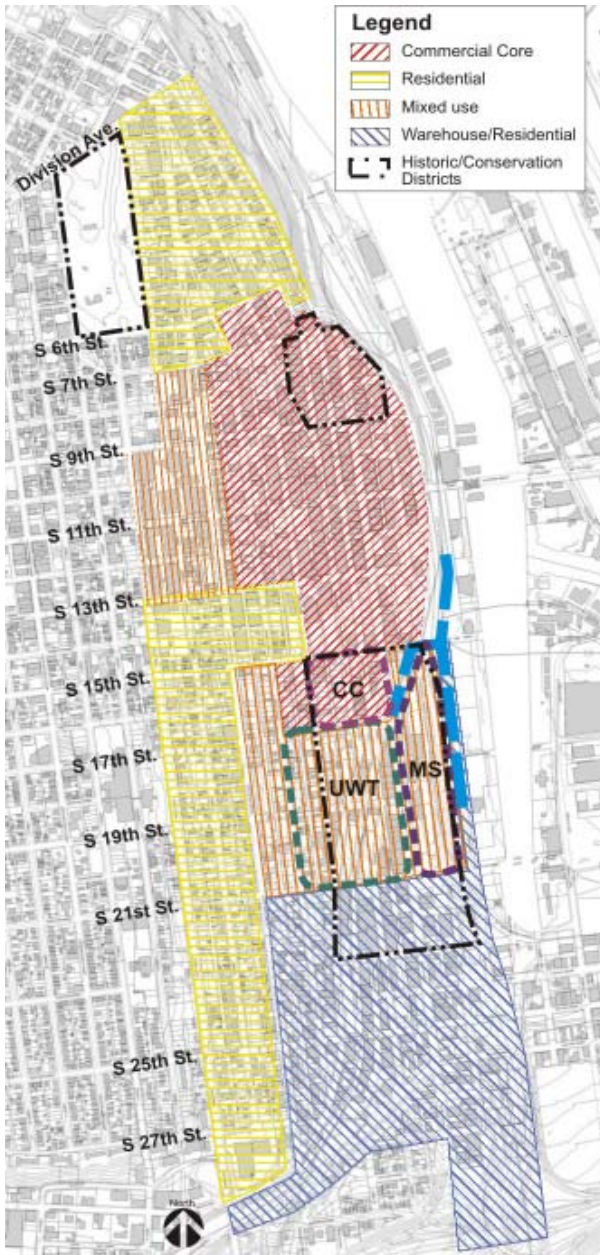 Legend
Commercial Core
Residential
Mixed use
Warehouse/Residential
Historic/Conservation
Districts
Division Ave.
S 6th St.
S 7th St.
S 9th St.
S 11th St.
S 13th St.
S 15th St.
CC
S 17th St.
MS
UWT
S 19th St.
S 21st St.
S 25th St.
S 27th St.
North